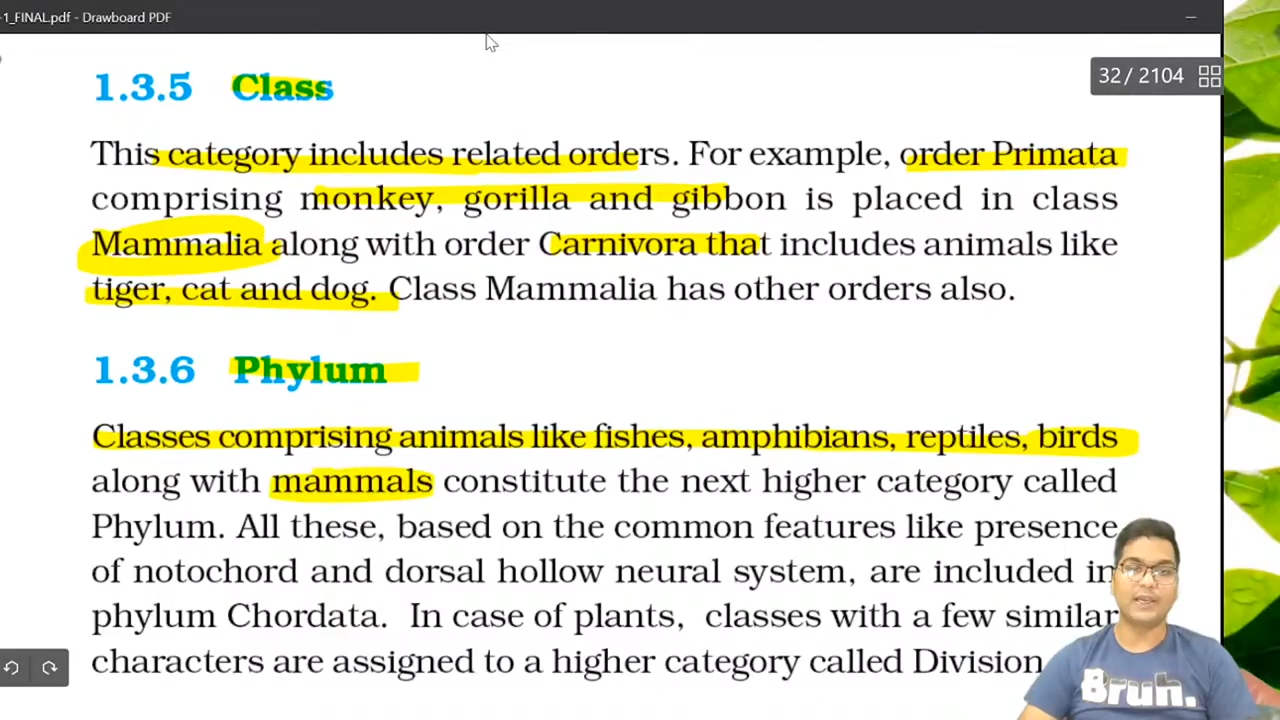 -1_FINAL.pdf - Drawboard PDF
32 / 2104
1.3.5 Class
This category includes related orders. For example, order Primata
comprising monkey, gorilla and gibbon is placed in class
Mammalia along with order Carnivora that includes animals like
tiger, cat and dog. Class Mammalia has other orders also.
1.3.6 Phylum
Classes comprising animals like fishes, amphibians, reptiles, birds
along with mammals constitute the next higher category called
Phylum. All these, based on the common features like presence
of notochord and dorsal hollow neural system, are included in
phylum Chordata. In case of plants, classes with a few similar
characters are assigned to a higher category called Division
Bruh.